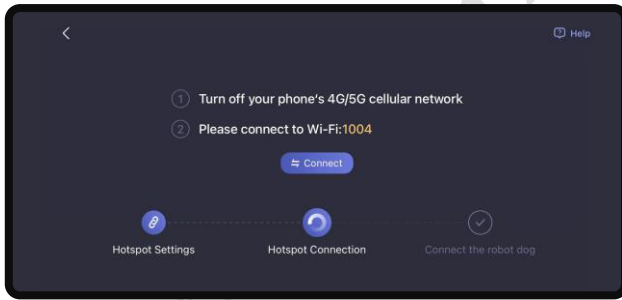 Help
1 Turn off your phone's 4G/5G cellular network
2 Please connect to Wi-Fi:1004
Connect
Hotspot Settings
Hotspot Connection
Connect the robot dog